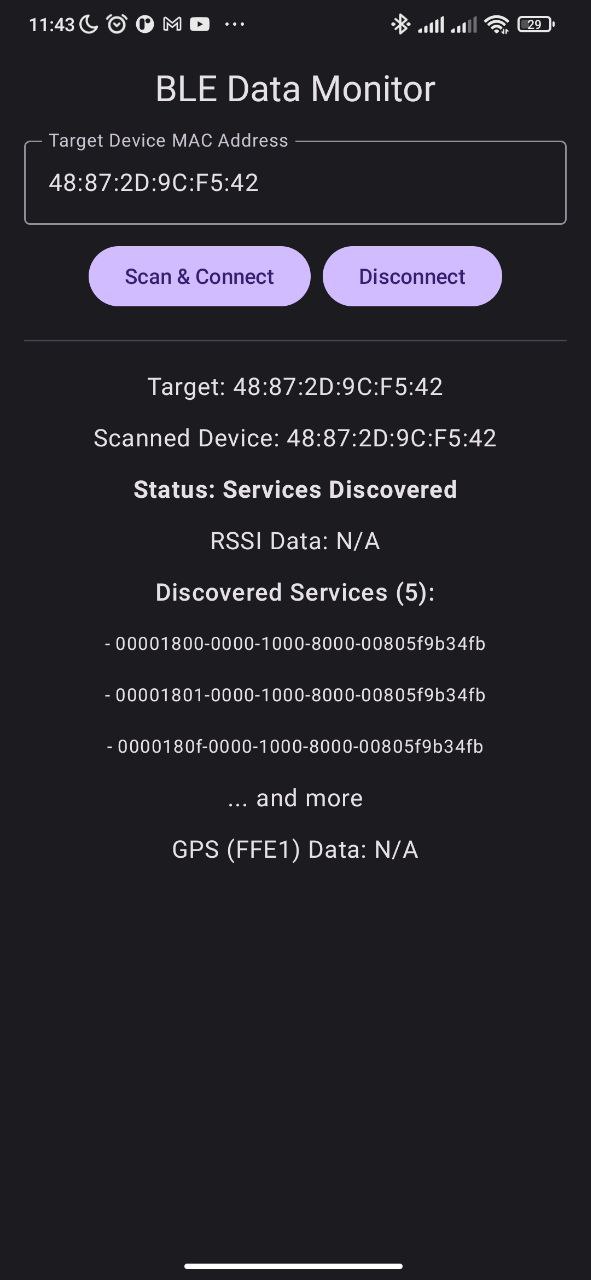 11:43
29
BLE Data Monitor
Target Device MAC Address
48:87:2D:9C:F5:42
Scan & Connect Disconnect
Target: 48:87:2D:9C:F5:42
Scanned Device: 48:87:2D:9C:F5:42
Status: Services Discovered
RSSI Data: N/A
Discovered Services (5):
- 00001800-0000-1000-8000-00805f9b34fb
- 00001801-0000-1000-8000-00805f9b34fb
- 0000180f-0000-1000-8000-00805f9b34fb
... and more
GPS (FFE1) Data: N/A